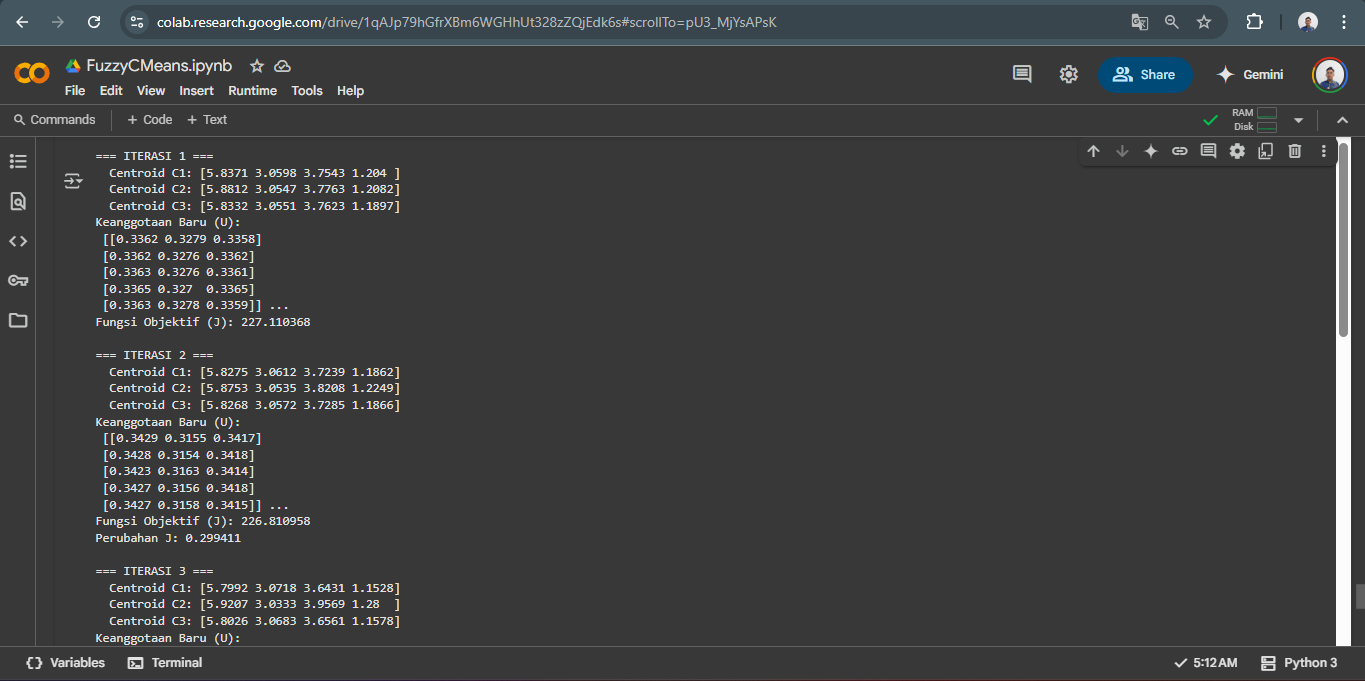 colab.research.google.com/drive/1qAJp79hGfrXBm6WGHhUt328zZQjEdk6s#scrollTo=pU3_MjYsAPsK
CO
FuzzyCMeans.ipynb
File Edit View Insert Runtime Tools Help
Share
Gemini
Commands + Code + Text
RAM
Disk
=== ITERASI 1 ===
Centroid C1: [5.8371 3.0598 3.7543 1.204 ]
Centroid C2: [5.8812 3.0547 3.7763 1.2082]
Centroid C3: [5.8332 3.0551 3.7623 1.1897]
Keanggotaan Baru (U):
[[0.3362 0.3279 0.3358]
[0.3362 0.3276 0.3362]
[0.3363 0.3276 0.3361]
[0.3365 0.327  0.3365]
[0.3363 0.3278 0.3359]] ...
Fungsi Objektif (J): 227.110368
=== ITERASI 2 ===
Centroid C1: [5.8275 3.0612 3.7239 1.1862]
Centroid C2: [5.8753 3.0535 3.8208 1.2249]
Centroid C3: [5.8268 3.0572 3.7285 1.1866]
Keanggotaan Baru (U):
[[0.3429 0.3155 0.3417]
[0.3428 0.3154 0.3418]
[0.3423 0.3163 0.3414]
[0.3427 0.3156 0.3418]
[0.3427 0.3158 0.3415]] ...
Fungsi Objektif (J): 226.810958
Perubahan J: 0.299411
=== ITERASI 3 ===
Centroid C1: [5.7992 3.0718 3.6431 1.1528]
Centroid C2: [5.9207 3.0333 3.9569 1.28  ]
Centroid C3: [5.8026 3.0683 3.6561 1.1578]
Keanggotaan Baru (U):
Variables Terminal
5:12 AM Python 3